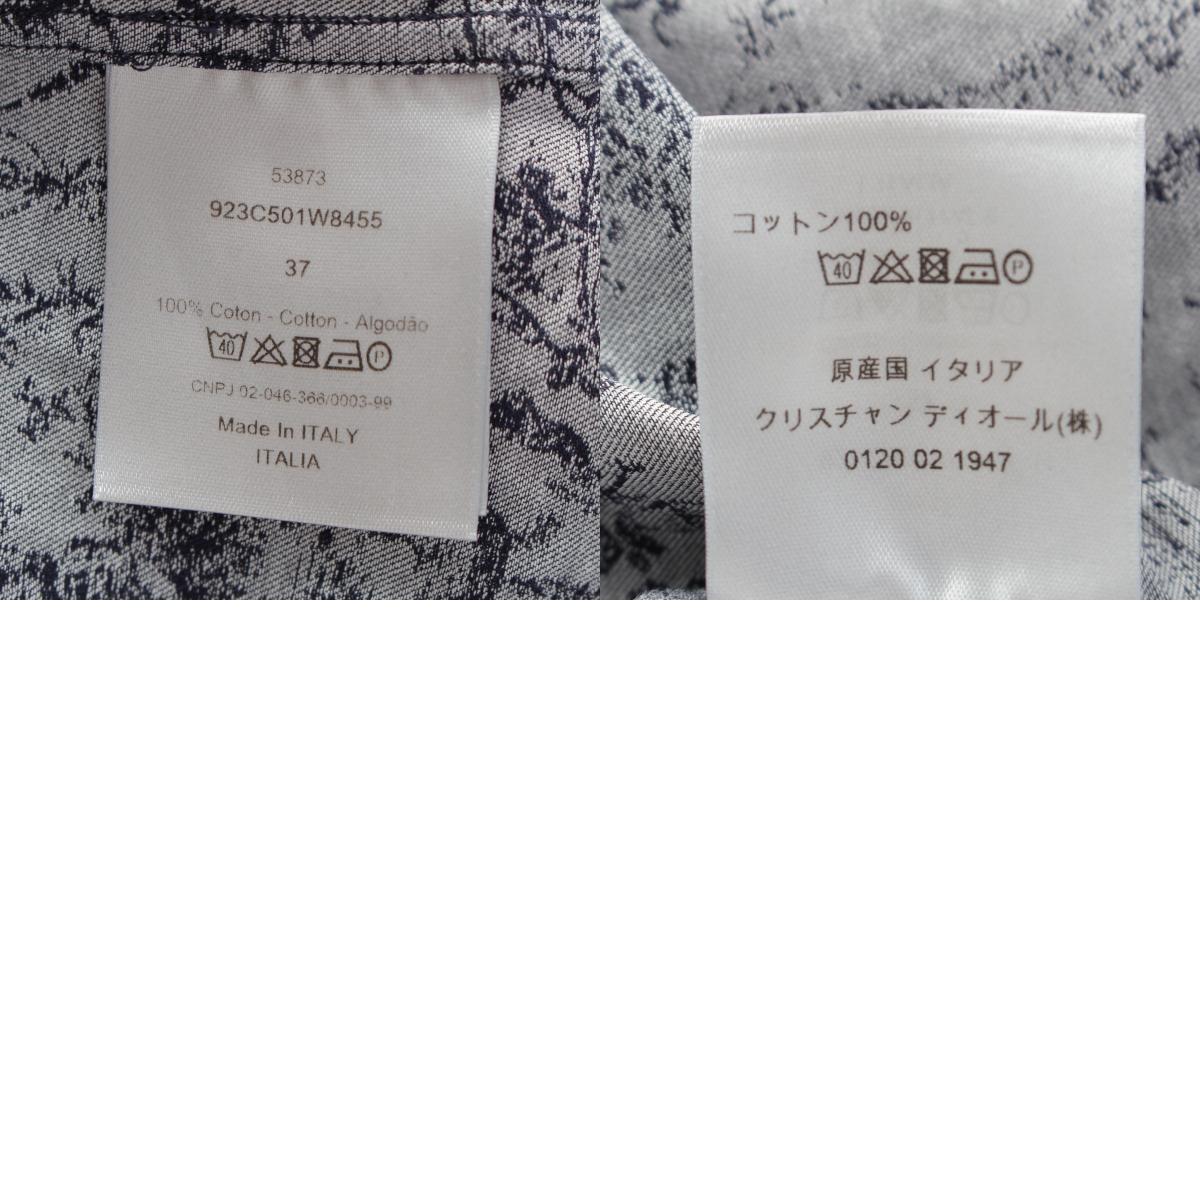 53873
923C501W8455
37
100% Coton - Cotton - Algodão
40 P
CNPJ 02-046-366/0003-99
Made In ITALY
ITALIA
コットン100%
40 P
原産国 イタリア
クリスチャン ディオール(株)
0120 02 1947